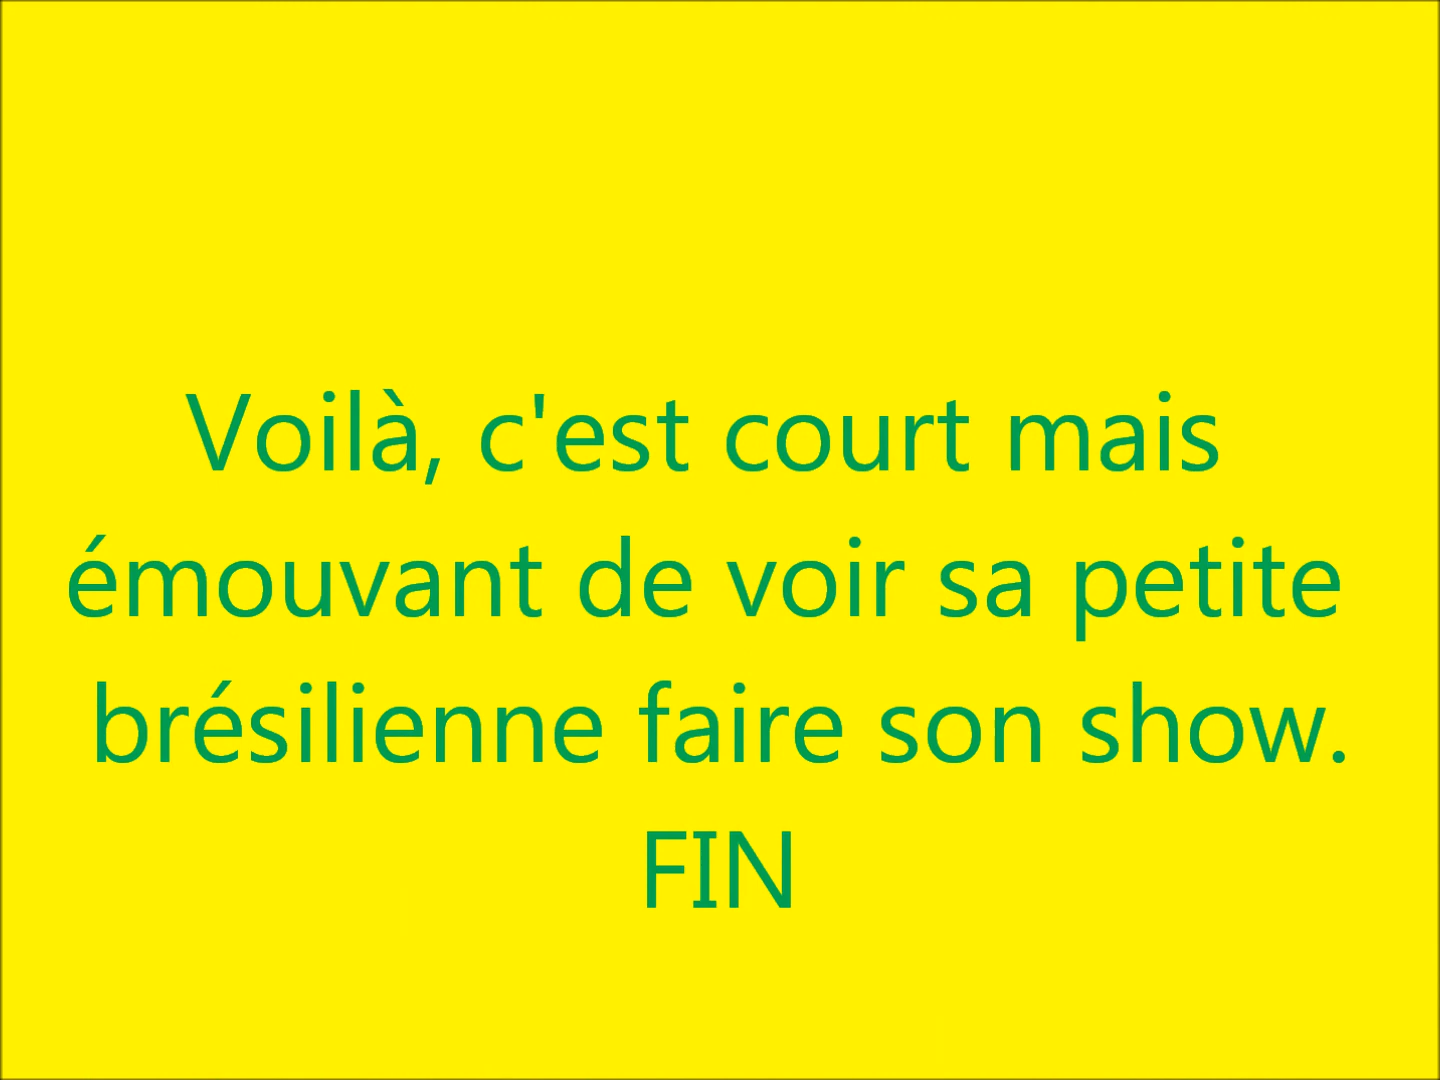 Voilà, c'est court mais
émouvant de voir sa petite
brésilienne faire son show.
FIN